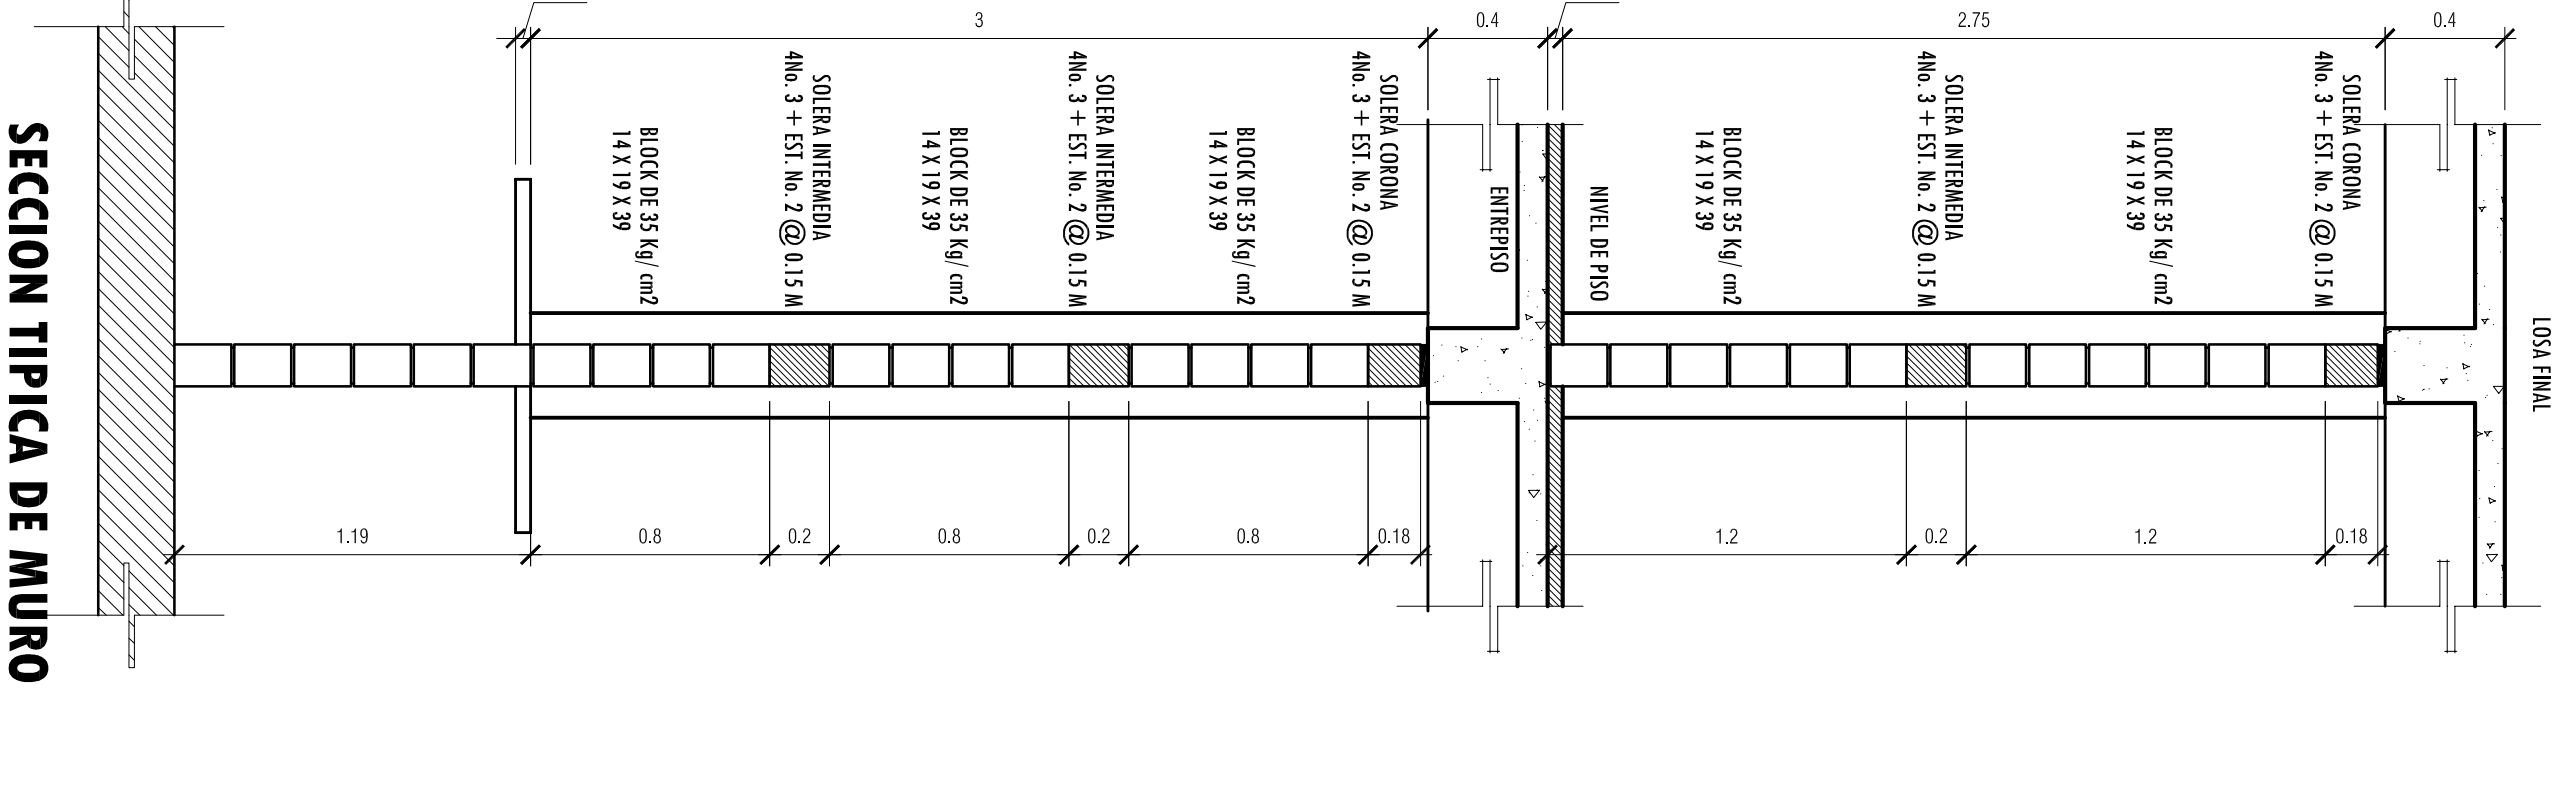 LOSA FINAL
SOLERA CORONA
4No. 3 + EST. No. 2 @ 0.15 M
BLOCK DE 35 Kg/ cm2
14 X 19 X 39
SOLERA INTERMEDIA
4No. 3 + EST. No. 2 @ 0.15 M
BLOCK DE 35 Kg/ cm2
14 X 19 X 39
NIVEL DE PISO
ENTREPISO
SOLERA CORONA
4No. 3 + EST. No. 2 @ 0.15 M
BLOCK DE 35 Kg/ cm2
14 X 19 X 39
SOLERA INTERMEDIA
4No. 3 + EST. No. 2 @ 0.15 M
BLOCK DE 35 Kg/ cm2
14 X 19 X 39
SOLERA INTERMEDIA
4No. 3 + EST. No. 2 @ 0.15 M
BLOCK DE 35 Kg/ cm2
14 X 19 X 39
3
0.4
2.75
0.4
1.19
0.8
0.2
0.8
0.2
0.8
0.18
1.2
0.2
1.2
0.18
SECCION TIPICA DE MURO